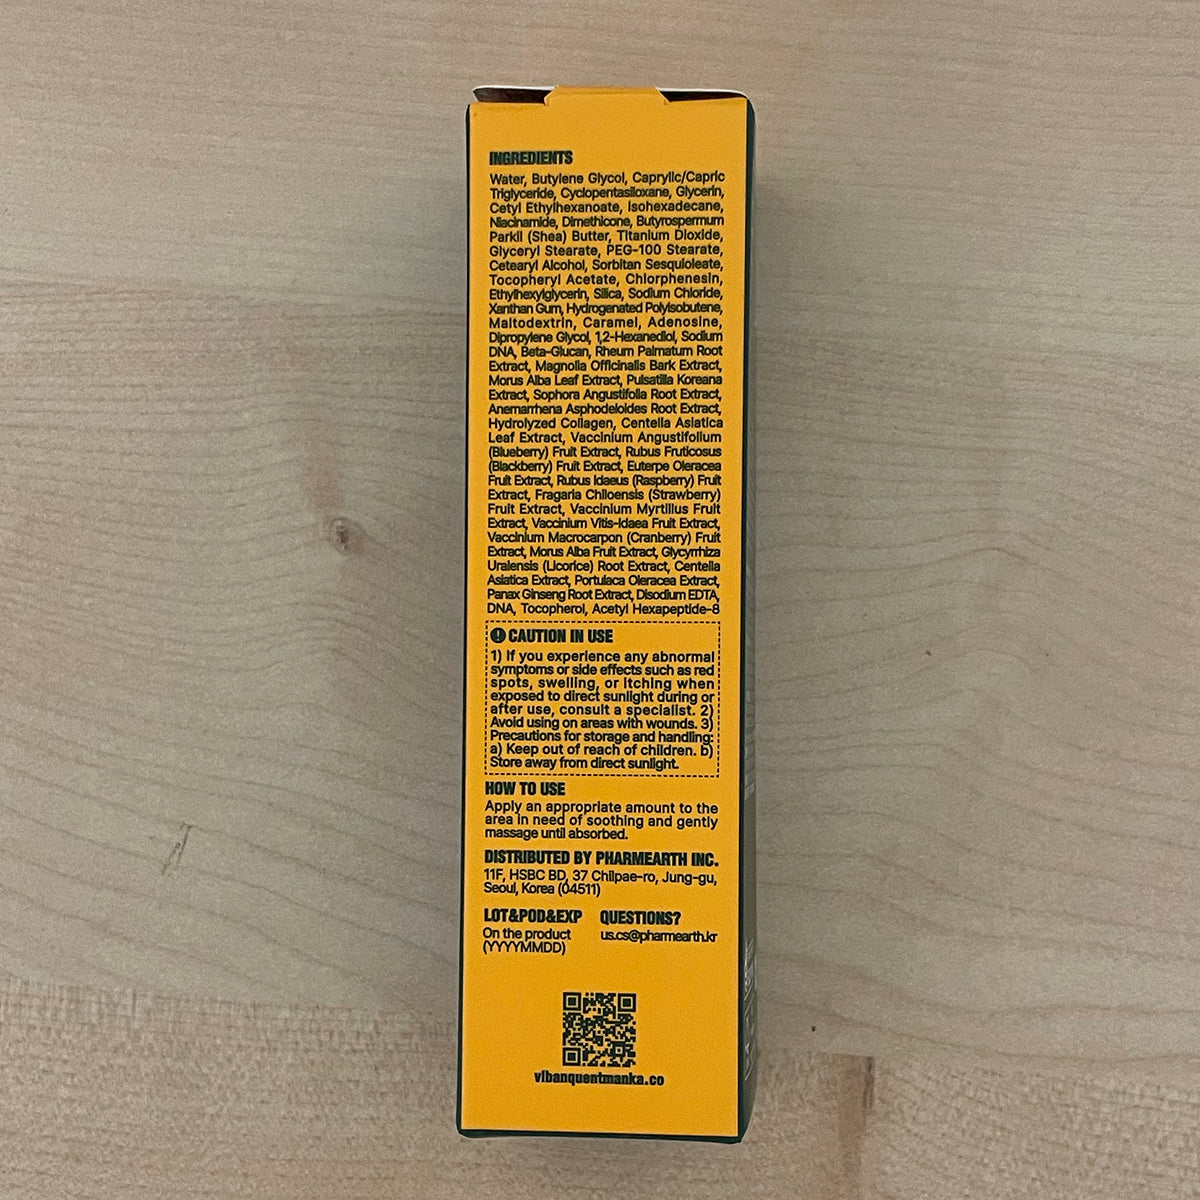 INGREDIENTS
Water, Butylene Glycol, Caprylic/Capric
Triglyceride, Cyclopentasiloxane, Glycerin,
Cetyl Ethylhexanoate, Isohexadecane,
Niacinamide, Dimethicone, Butyrospermum
Parkii (Shea) Butter, Titanium Dioxide,
Glyceryl Stearate, PEG-100 Stearate,
Cetearyl Alcohol, Sorbitan Sesquioleate,
Tocopheryl Acetate, Chlorphenesin,
Ethylhexylglycerin, Silica, Sodium Chloride,
Xanthan Gum, Hydrogenated Polyisobutene,
Maltodextrin, Caramel, Adenosine,
Dipropylene Glycol, 1,2-Hexanediol, Sodium
DNA, Beta-Glucan, Rheum Palmatum Root
Extract, Magnolia Officinalis Bark Extract,
Morus Alba Leaf Extract, Pulsatilla Koreana
Extract, Sophora Angustifolia Root Extract,
Anemarrhena Asphodeloides Root Extract,
Hydrolyzed Collagen, Centella Asiatica
Leaf Extract, Vaccinium Angustifolium
(Blueberry) Fruit Extract, Rubus Fruticosus
(Blackberry) Fruit Extract, Euterpe Oleracea
Fruit Extract, Rubus Idaeus (Raspberry) Fruit
Extract, Fragaria Chiloensis (Strawberry)
Fruit Extract, Vaccinium Myrtillus Fruit
Extract, Vaccinium Vitis-Idaea Fruit Extract,
Vaccinium Macrocarpon (Cranberry) Fruit
Extract, Morus Alba Fruit Extract, Glycyrrhiza
Uralensis (Licorice) Root Extract, Centella
Asiatica Extract, Portulaca Oleracea Extract,
Panax Ginseng Root Extract, Disodium EDTA,
DNA, Tocopherol, Acetyl Hexapeptide-8
! CAUTION IN USE
1) If you experience any abnormal
symptoms or side effects such as red
spots, swelling, or itching when
exposed to direct sunlight during or
after use, consult a specialist. 2)
Avoid using on areas with wounds. 3)
Precautions for storage and handling:
a) Keep out of reach of children. b)
Store away from direct sunlight.
HOW TO USE
Apply an appropriate amount to the
area in need of soothing and gently
massage until absorbed.
DISTRIBUTED BY PHARMEARTH INC.
11F, HSBC BD, 37 Chilpae-ro, Jung-gu,
Seoul, Korea (04511)
LOT&POD&EXP
On the product
(YYYYMMDD)
QUESTIONS?
us.cs@pharmearth.kr
vibanquentmanka.co